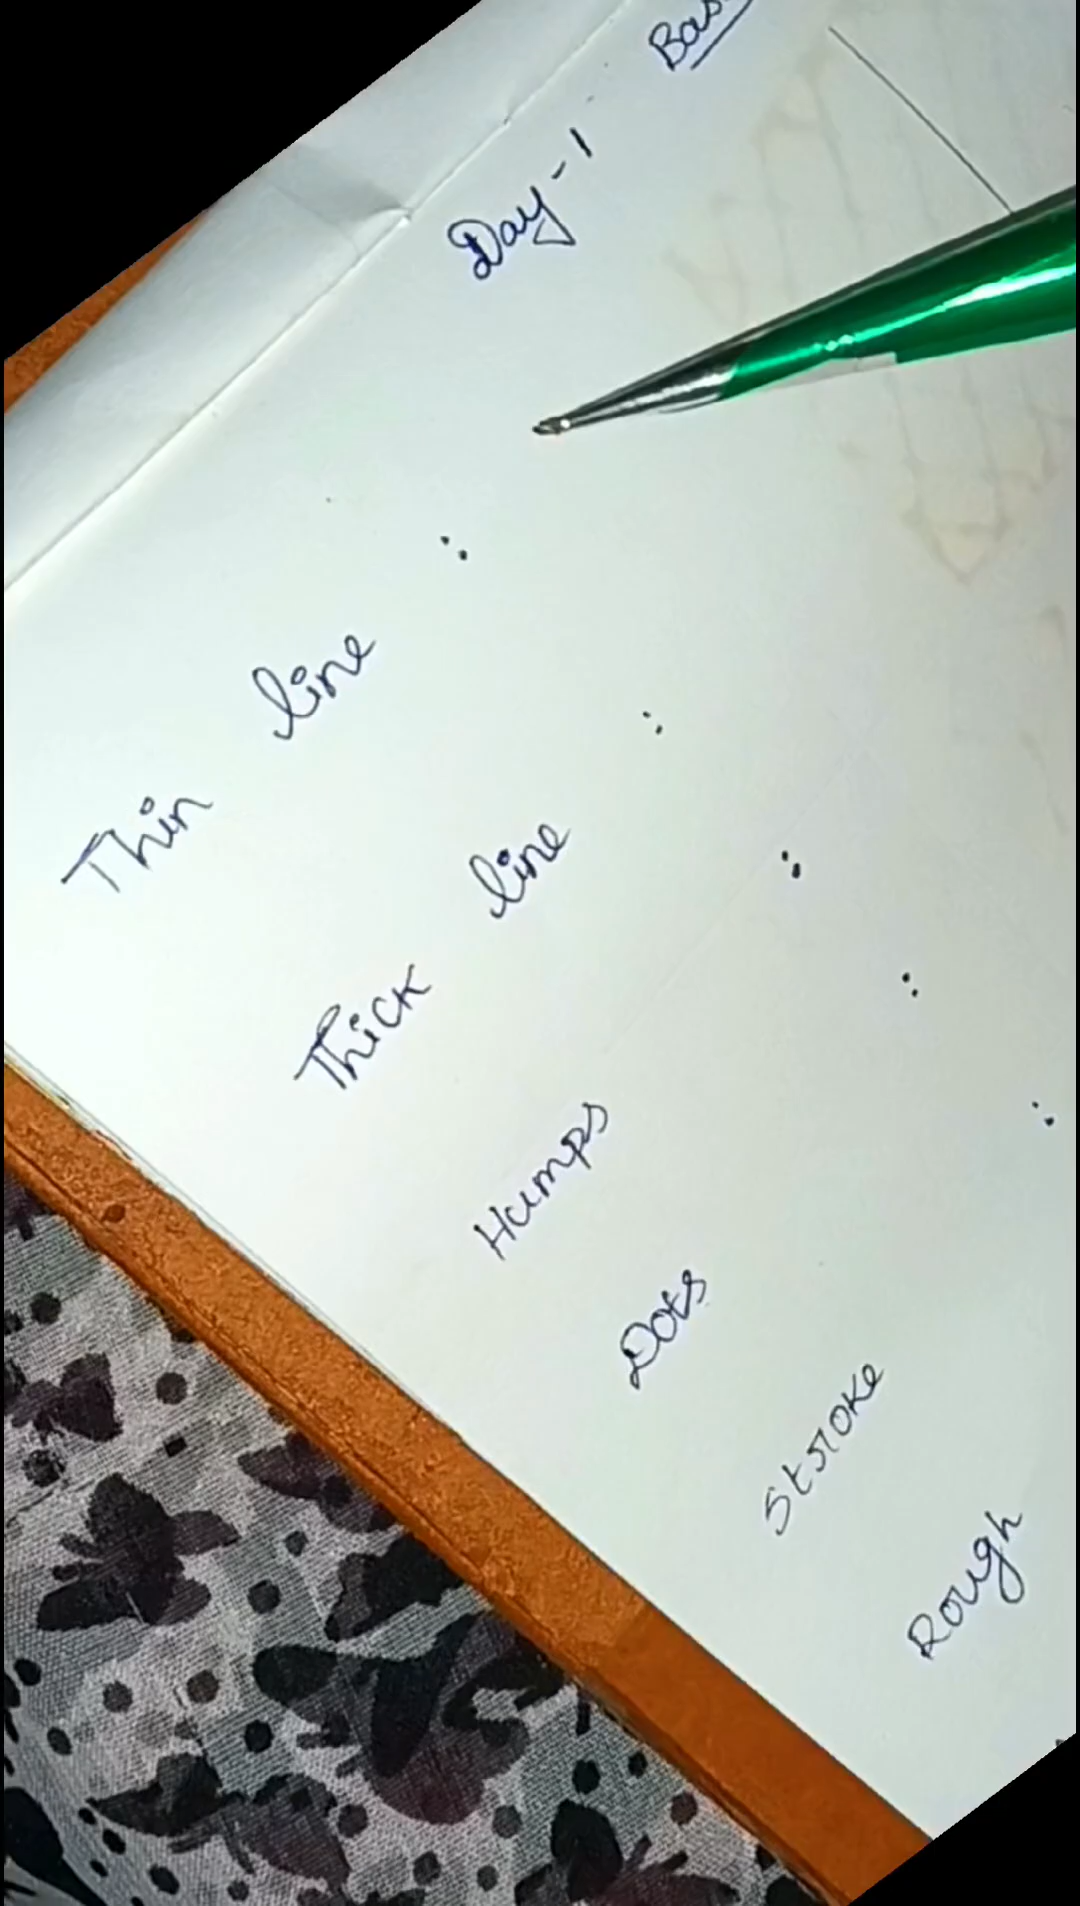 Day-1
Thin line :
Thick line :
Humps :
Dots :
Stroke :
Rough